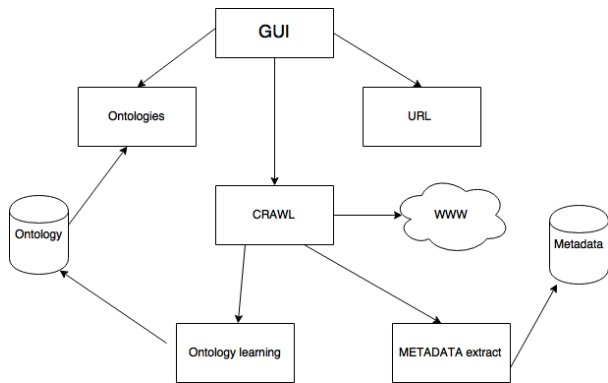 GUI
Ontologies
URL
CRAWL
WWW
Ontology
Metadata
Ontology learning
METADATA extract